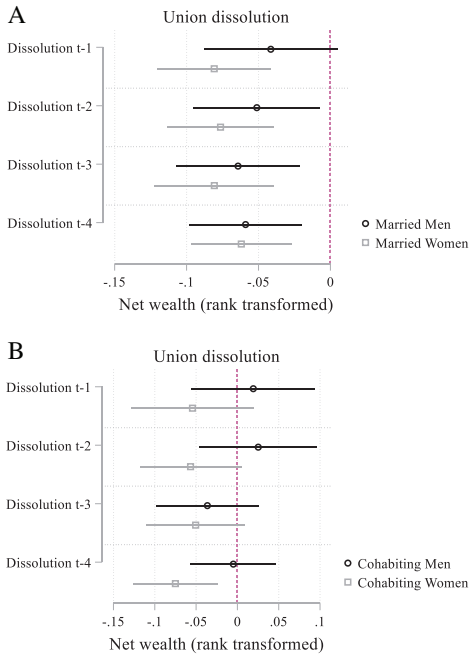 A
Union dissolution
Dissolution t-1
Dissolution t-2
Dissolution t-3
Dissolution t-4
Married Men
Married Women
-.15 -.1 -.05 0
Net wealth (rank transformed)
B
Union dissolution
Dissolution t-1
Dissolution t-2
Dissolution t-3
Dissolution t-4
Cohabiting Men
Cohabiting Women
-.15 -.1 -.05 0 .05 .1
Net wealth (rank transformed)